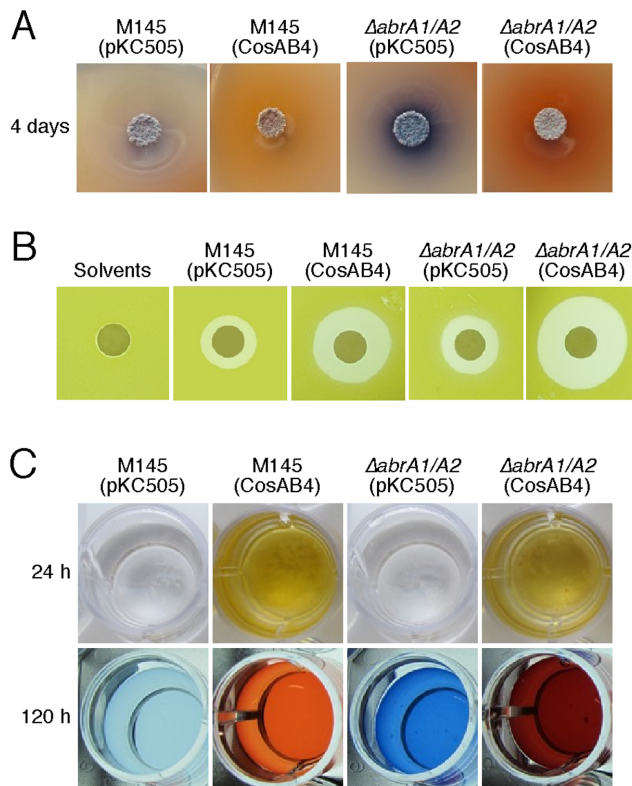 A
M145
(pKC505)
M145
(CosAB4)
ΔabrA1/A2
(pKC505)
ΔabrA1/A2
(CosAB4)
4 days
B
Solvents
M145
(pKC505)
M145
(CosAB4)
ΔabrA1/A2
(pKC505)
ΔabrA1/A2
(CosAB4)
C
M145
(pKC505)
M145
(CosAB4)
ΔabrA1/A2
(pKC505)
ΔabrA1/A2
(CosAB4)
24 h
120 h